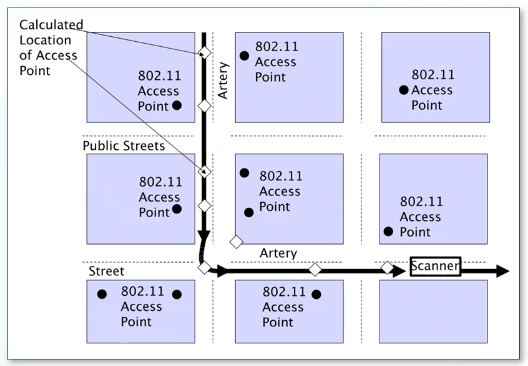 Calculated
Location
of Access
Point
802.11
Access
Point
Artery
802.11
Access
Point
802.11
Access
Point
Public Streets
802.11
Access
Point
802.11
Access
Point
802.11
Access
Point
Artery
Street
Scanner
802.11
Access
Point
802.11
Access
Point